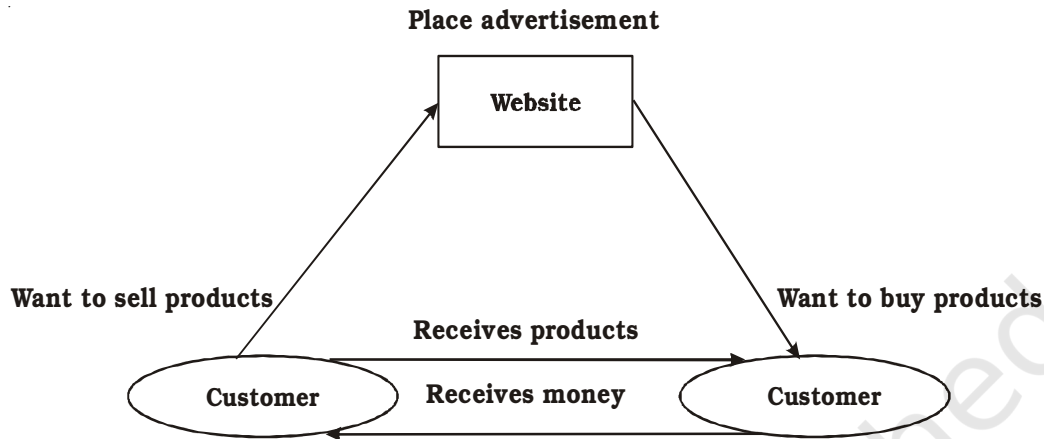 Place advertisement
Website
Want to sell products
Want to buy products
Receives products
Customer
Receives money
Customer